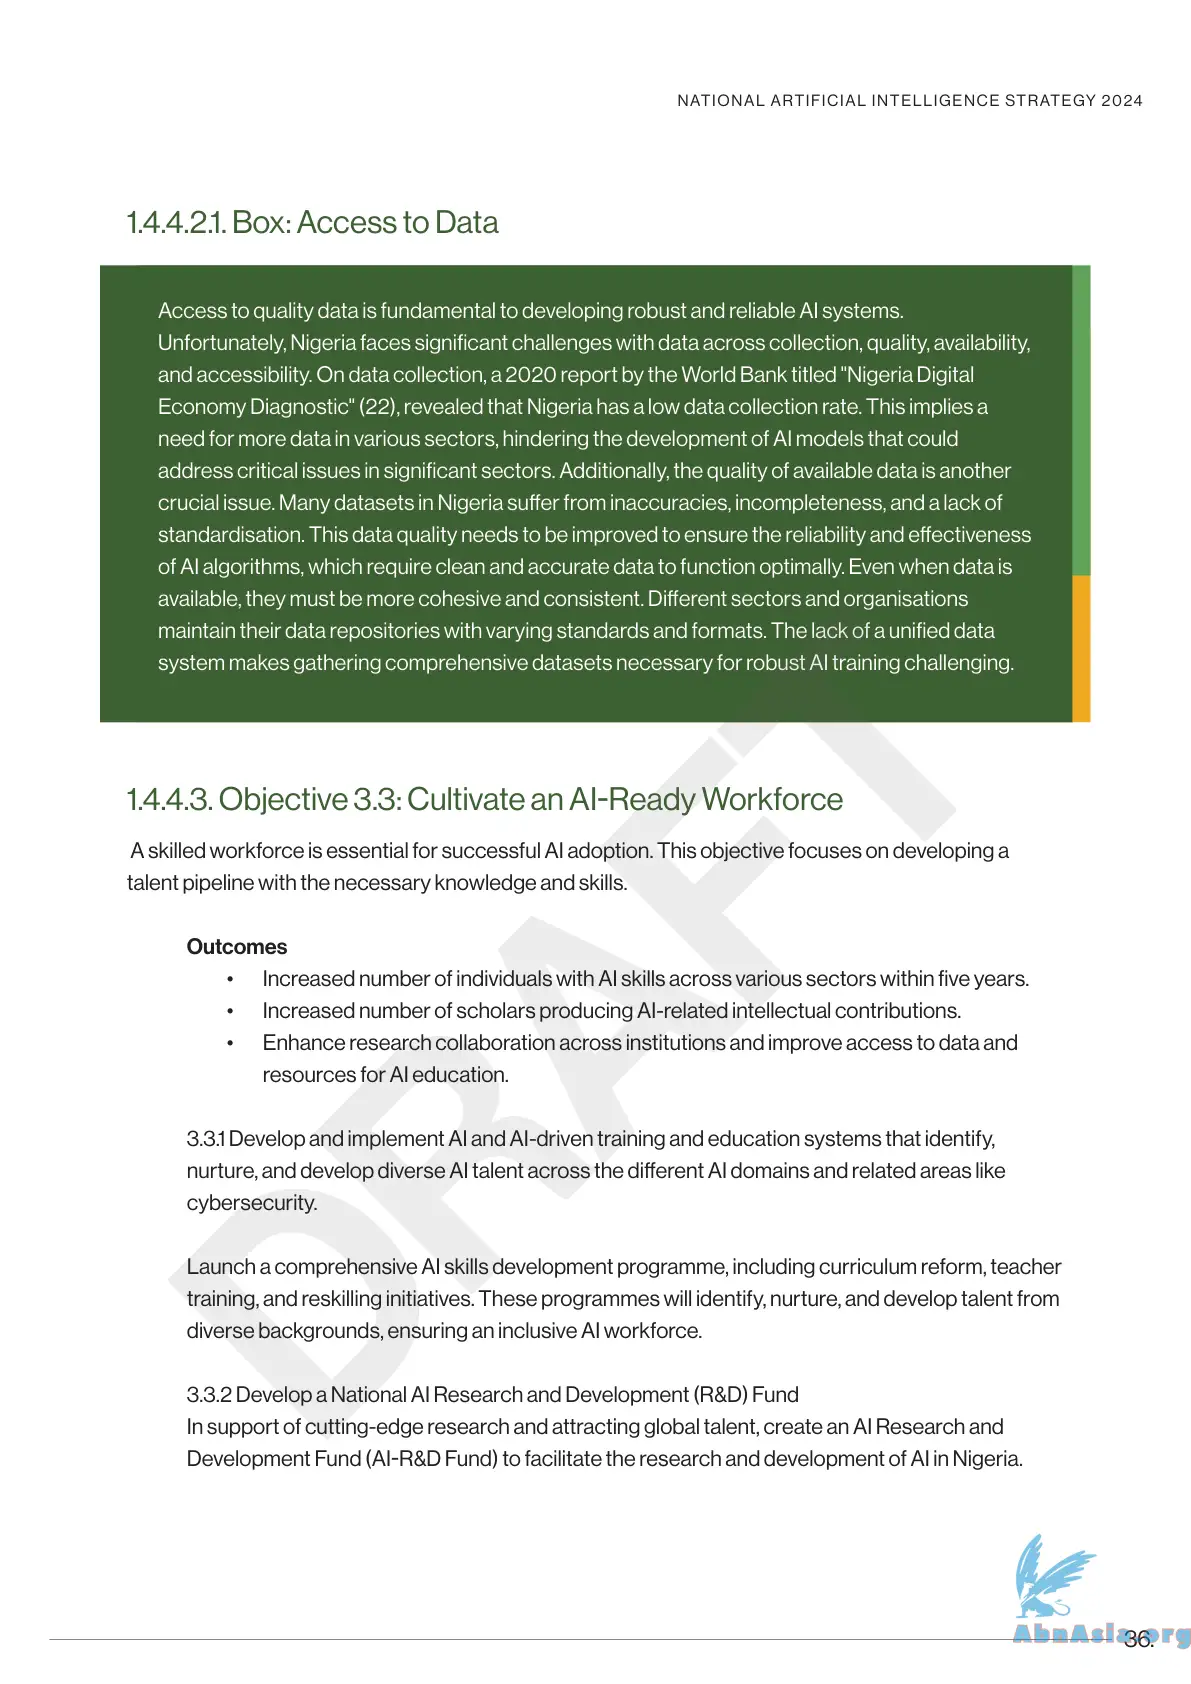 NATIONAL ARTIFICIAL INTELLIGENCE STRATEGY 2024
1.4.4.2.1. Box: Access to Data
Access to quality data is fundamental to developing robust and reliable AI systems.
Unfortunately, Nigeria faces significant challenges with data across collection, quality, availability,
and accessibility. On data collection, a 2020 report by the World Bank titled "Nigeria Digital
Economy Diagnostic" (22), revealed that Nigeria has a low data collection rate. This implies a
need for more data in various sectors, hindering the development of AI models that could
address critical issues in significant sectors. Additionally, the quality of available data is another
crucial issue. Many datasets in Nigeria suffer from inaccuracies, incompleteness, and a lack of
standardisation. This data quality needs to be improved to ensure the reliability and effectiveness
of AI algorithms, which require clean and accurate data to function optimally. Even when data is
available, they must be more cohesive and consistent. Different sectors and organisations
maintain their data repositories with varying standards and formats. The lack of a unified data
system makes gathering comprehensive datasets necessary for robust AI training challenging.
1.4.4.3. Objective 3.3: Cultivate an AI-Ready Workforce
A skilled workforce is essential for successful AI adoption. This objective focuses on developing a
talent pipeline with the necessary knowledge and skills.
Outcomes
• Increased number of individuals with AI skills across various sectors within five years.
• Increased number of scholars producing AI-related intellectual contributions.
• Enhance research collaboration across institutions and improve access to data and
resources for AI education.
3.3.1 Develop and implement AI and AI-driven training and education systems that identify,
nurture, and develop diverse AI talent across the different AI domains and related areas like
cybersecurity.
Launch a comprehensive AI skills development programme, including curriculum reform, teacher
training, and reskilling initiatives. These programmes will identify, nurture, and develop talent from
diverse backgrounds, ensuring an inclusive AI workforce.
3.3.2 Develop a National AI Research and Development (R&D) Fund
In support of cutting-edge research and attracting global talent, create an AI Research and
Development Fund (AI-R&D Fund) to facilitate the research and development of AI in Nigeria.
DRAFT
AbnAsia.org
36.